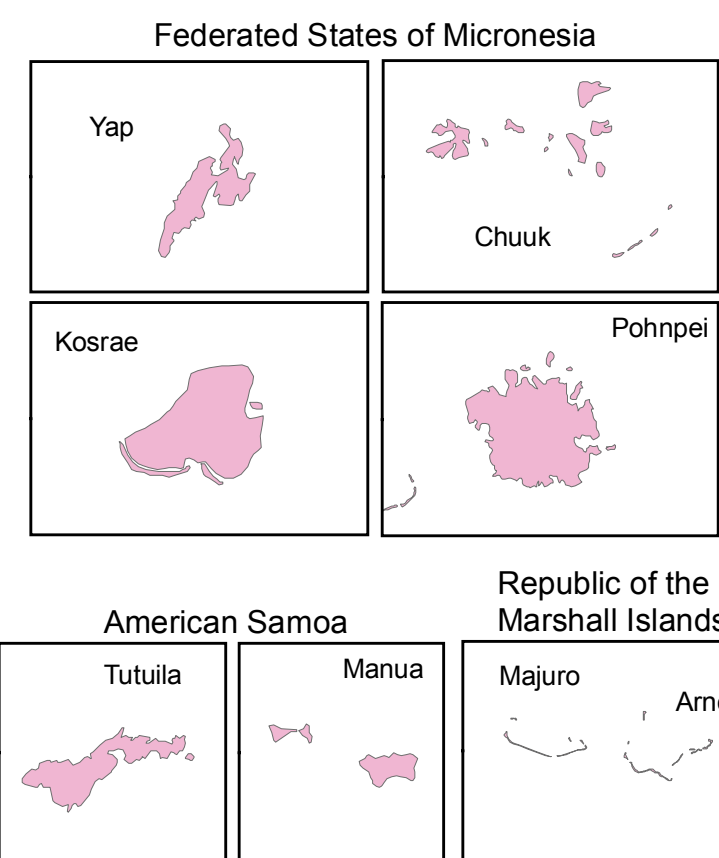 Federated States of Micronesia
Yap
Chuuk
Kosrae
Pohnpei
American Samoa
Republic of the
Marshall Islands
Tutuila
Manua
Majuro